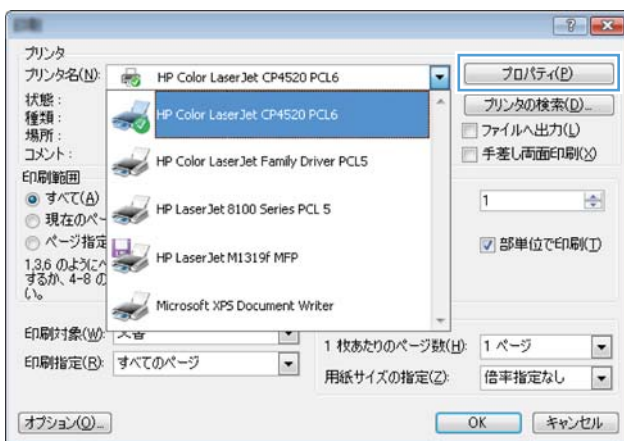 プリンタ
プリンタ名(N):
HP Color LaserJet CP4520 PCL6
プロパティ(P)
状態:
種類:
場所:
コメント:
HP Color LaserJet CP4520 PCL6
HP Color LaserJet Family Driver PCL5
HP LaserJet 8100 Series PCL 5
HP LaserJet M1319f MFP
Microsoft XPS Document Writer
プリンタの検索(D)...
ファイルへ出力(L)
手差し両面印刷(X)
印刷範囲
すべて(A)
現在のペー
ページ指定
1,3,6 のように
するか、4-8 の
い。
1
部単位で印刷(T)
印刷対象(W):
印刷指定(R):
すべてのページ
1 枚あたりのページ数(H):
1 ページ
用紙サイズの指定(Z):
倍率指定なし
オプション(O)...
OK
キャンセル